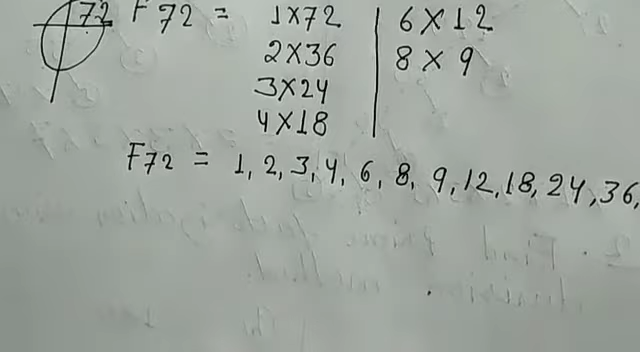 72 F 72 = 1×72 | 6×12
2×36 | 8×9
3×24
4×18
F72 = 1, 2, 3, 4, 6, 8, 9, 12, 18, 24, 36,